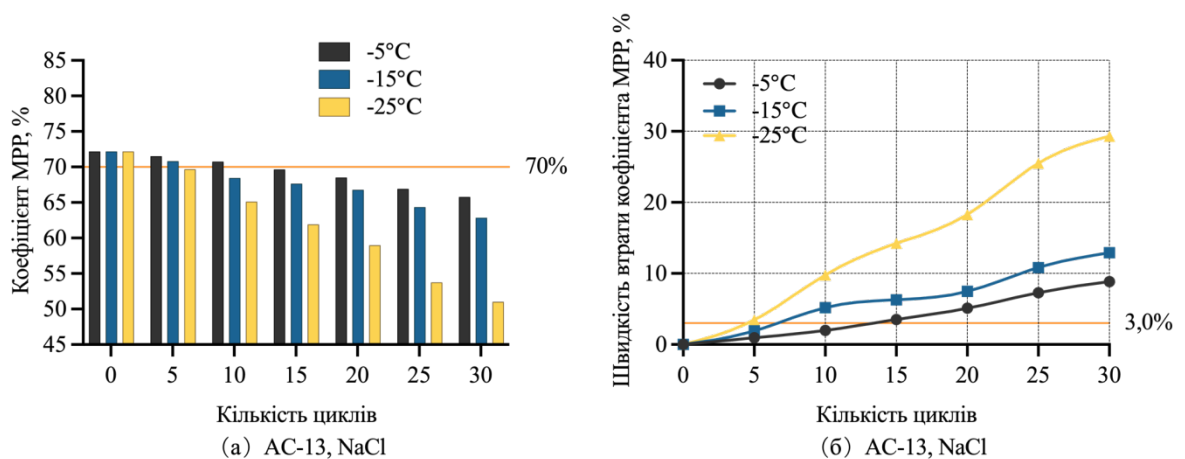 Коефіцієнт МРР, %
85
80
75
70
65
60
55
50
45
-5°C
-15°C
-25°C
70%
0 5 10 15 20 25 30
Кількість циклів
(а) АС-13, NaCl
Швидкість втрати коефіцієнта МРР, %
40
30
20
10
0
-5°C
-15°C
-25°C
3,0%
0 5 10 15 20 25 30
Кількість циклів
(б) АС-13, NaCl